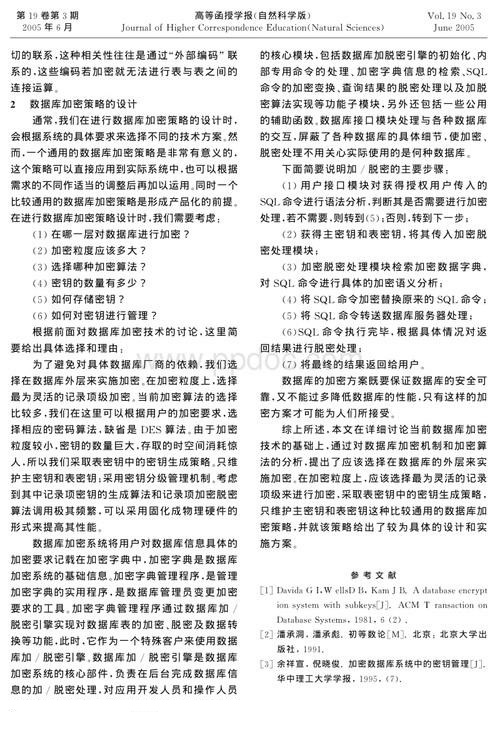 第 19 卷第 3 期
2005 年 6 月
高等函授学报(自然科学版)
Journal of Higher Correspondence Education(Natural Sciences)
Vol. 19 No. 3
June 2005
切的联系,这种相关性往往是通过“外部编码”联
系的,这些编码若加密就无法进行表与表之间的
连接运算。
2 数据库加密策略的设计
通常,我们在进行数据库加密策略的设计时,
会根据系统的具体要求来选择不同的技术方案。然
而,一个通用的数据库加密策略是非常有意义的,
这个策略可以直接应用到实际系统中,也可以根据
需求的不同作适当的调整后再加以运用。同时一个
比较通用的数据库加密策略是形成产品化的前提。
在进行数据库加密策略设计时,我们需要考虑:
(1) 在哪一层对数据库进行加密?
(2) 加密粒度应该多大?
(3) 选择哪种加密算法?
(4) 密钥的数量有多少?
(5) 如何存储密钥?
(6) 如何对密钥进行管理?
根据前面对数据库加密技术的讨论,这里简
要给出具体选择和理由:
为了避免对具体数据库厂商的依赖,我们选
择在数据库外层来实施加密。在加密粒度上,选择
最为灵活的记录项级加密。当前加密算法的选择
比较多,我们在这里可以根据用户的加密要求,选
择相应的密码算法,缺省是 DES 算法。由于加密
粒度较小,密钥的数量巨大,存取的时空间消耗惊
人,所以我们采取表密钥中的密钥生成策略。只维
护主密钥和表密钥;采用密钥分级管理机制。考虑
到其中记录项密钥的生成算法和记录项加密脱密
算法调用极其频繁,可以采用固化成物理硬件的
形式来提高其性能。
数据库加密系统将用户对数据库信息具体的
加密要求记载在加密字典中,加密字典是数据库
加密系统的基础信息。加密字典管理程序,是管理
加密字典的实用程序,是数据库管理员变更加密
要求的工具。加密字典管理程序通过数据库加 /
脱密引擎实现对数据库表的加密、脱密及数据转
换等功能,此时,它作为一个特殊客户来使用数据
库加 / 脱密引擎。数据库加 / 脱密引擎是数据库
加密系统的核心部件,负责在后台完成数据库信
息的加 / 脱密处理,对应用开发人员和操作人员
的核心模块,包括数据库加脱密引擎的初始化、内
部专用命令的处理、加密字典信息的检索、SQL
命令的加密变换、查询结果的脱密处理以及加脱
密算法实现等功能子模块,另外还包括一些公用
的辅助函数。数据库接口模块处理与各种数据库
的交互,屏蔽了各种数据库的具体细节,使加密、
脱密处理不用关心实际使用的是何种数据库。
下面简要说明加 / 脱密的主要步骤:
(1) 用户接口模块对获得授权用户传入的
SQL 命令进行语法分析,判断其是否需要进行加密
处理,若不需要,则转到(5);否则,转到下一步;
(2) 获得主密钥和表密钥,将其传入加密脱
密处理模块;
(3) 加密脱密处理模块检索加密数据字典,
对 SQL 命令进行具体的加密语义分析;
(4) 将 SQL 命令加密替换原来的 SQL 命令;
(5) 将 SQL 命令转送数据库服务器处理;
(6)SQL 命令执行完毕,根据具体情况对返
回结果进行脱密处理;
(7) 将最终的结果返回给用户。
数据库的加密方案既要保证数据库的安全可
靠,又不能过多降低数据库的性能,只有这样的加
密方案才可能为人们所接受。
综上所述,本文在详细讨论当前数据库加密
技术的基础上,通过对数据库加密机制和加密算
法的分析,提出了应该选择在数据库的外层来实
施加密。在加密粒度上,应该选择最为灵活的记录
项级来进行加密,采取表密钥中的密钥生成策略,
只维护主密钥和表密钥这种比较通用的数据库加
密策略,并就该策略给出了较为具体的设计和实
施方案。
参 考 文 献
[1] Davida G I,W ellsD B, Kam J B. A database encrypt
ion system with subkeys[J]. ACM T ransaction on
Database Systems, 1981, 6 (2) .
[2] 潘承洞, 潘承彪. 初等数论[M]. 北京: 北京大学出
版社, 1991.
[3] 余祥宣, 倪晓俊. 加密数据库系统中的密钥管理[J].
华中理工大学学报, 1995, (7).